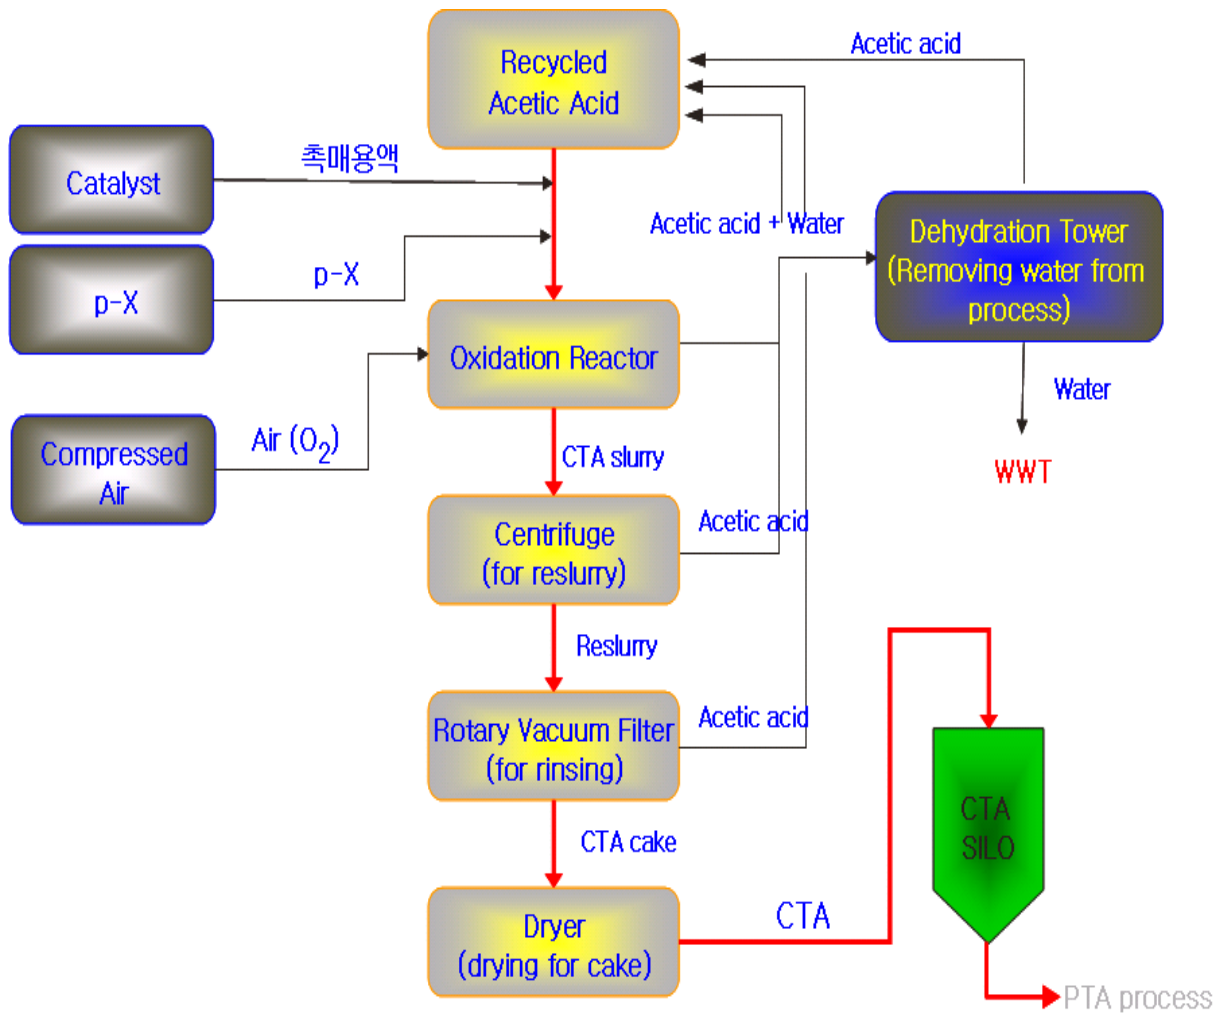 Recycled
Acetic Acid
Acetic acid
Catalyst
촉매용액
Acetic acid + Water
Dehydration Tower
(Removing water from
process)
p-X
p-X
Oxidation Reactor
Water
Compressed
Air
Air (O2)
CTA slurry
WWT
Centrifuge
(for reslurry)
Acetic acid
Reslurry
Rotary Vacuum Filter
(for rinsing)
Acetic acid
CTA cake
CTA
SILO
Dryer
(drying for cake)
CTA
PTA process